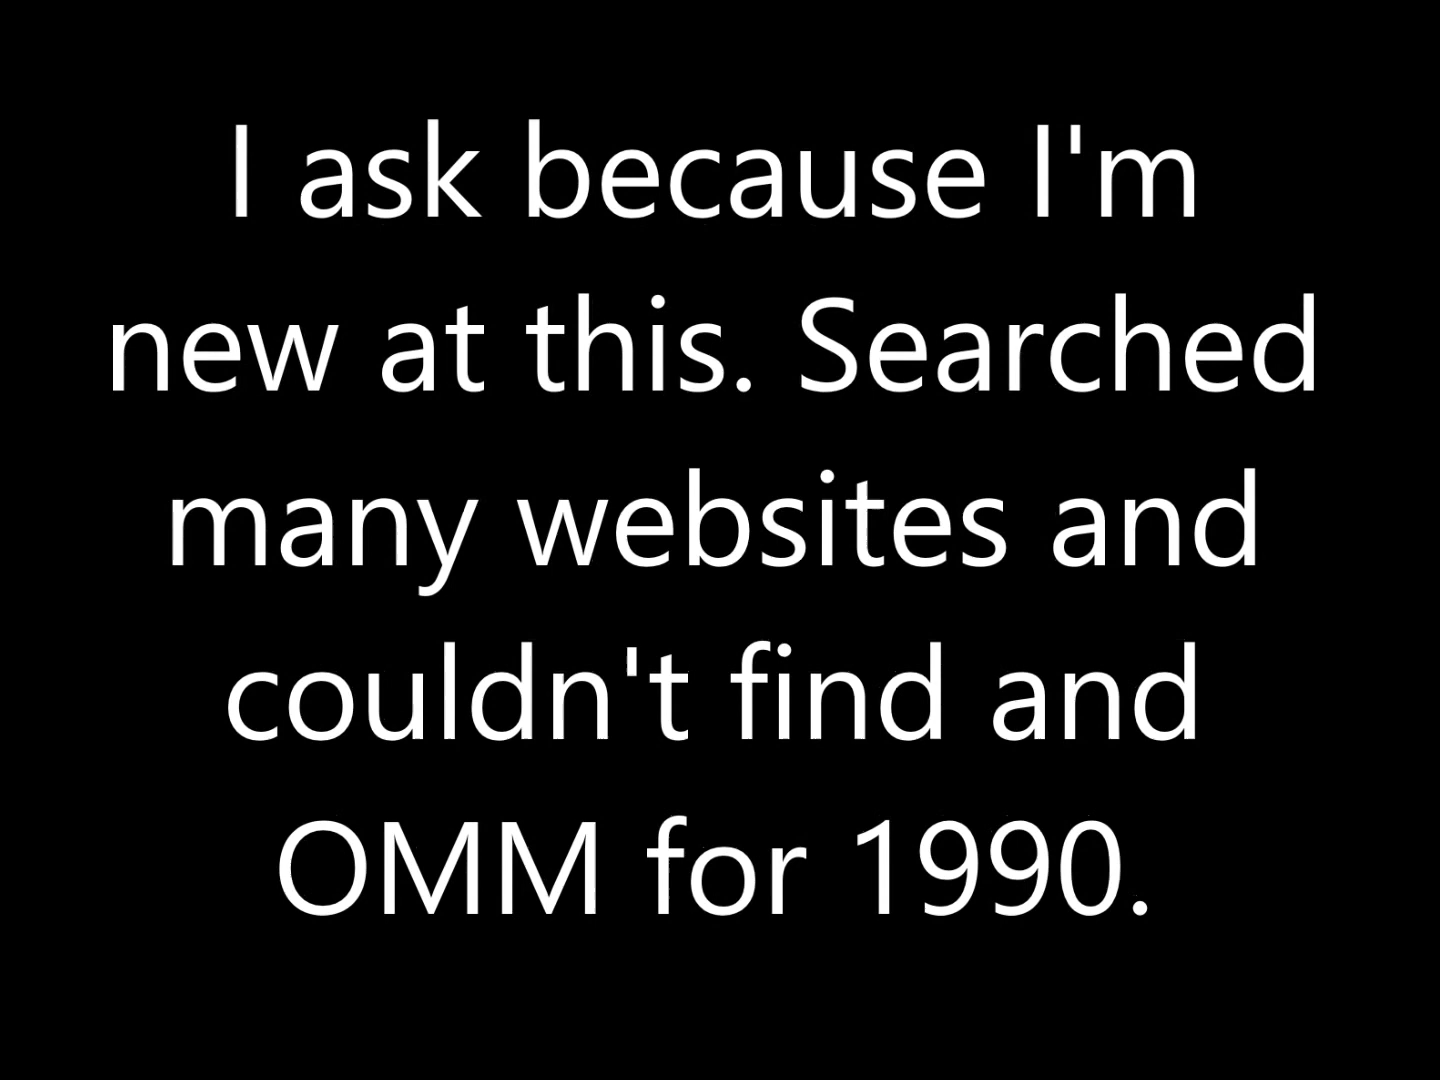 I ask because I'm
new at this. Searched
many websites and
couldn't find and
OMM for 1990.